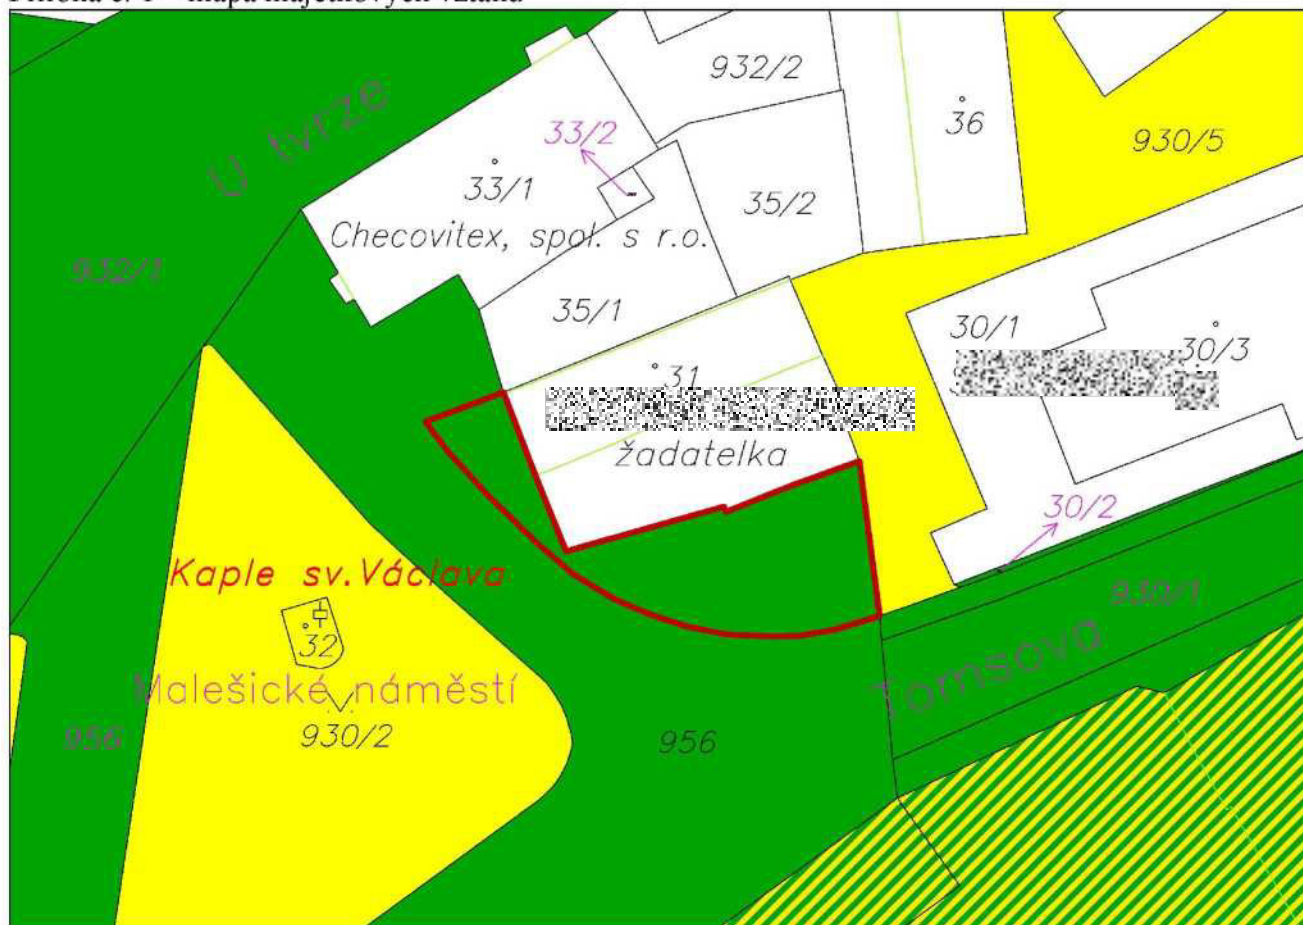 932/2
U tvrze
33/2
36
930/5
33/1
35/2
Checovitex, spol. s r.o.
932/1
35/1
30/1
30/3
31
žadatelka
30/2
Kaple sv.Václava
930/1
32
Tomsova
Malešické náměstí
956
930/2
956